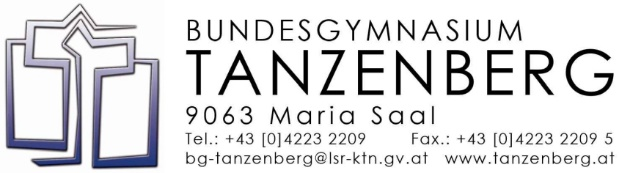 BUNDESGYMNASIUM
TANZENBERG
9063 Maria Saal
Tel.: +43 [0]4223 2209 Fax.: +43 [0]4223 2209 5
bg-tanzenberg@lsr-ktn.gv.at www.tanzenberg.at